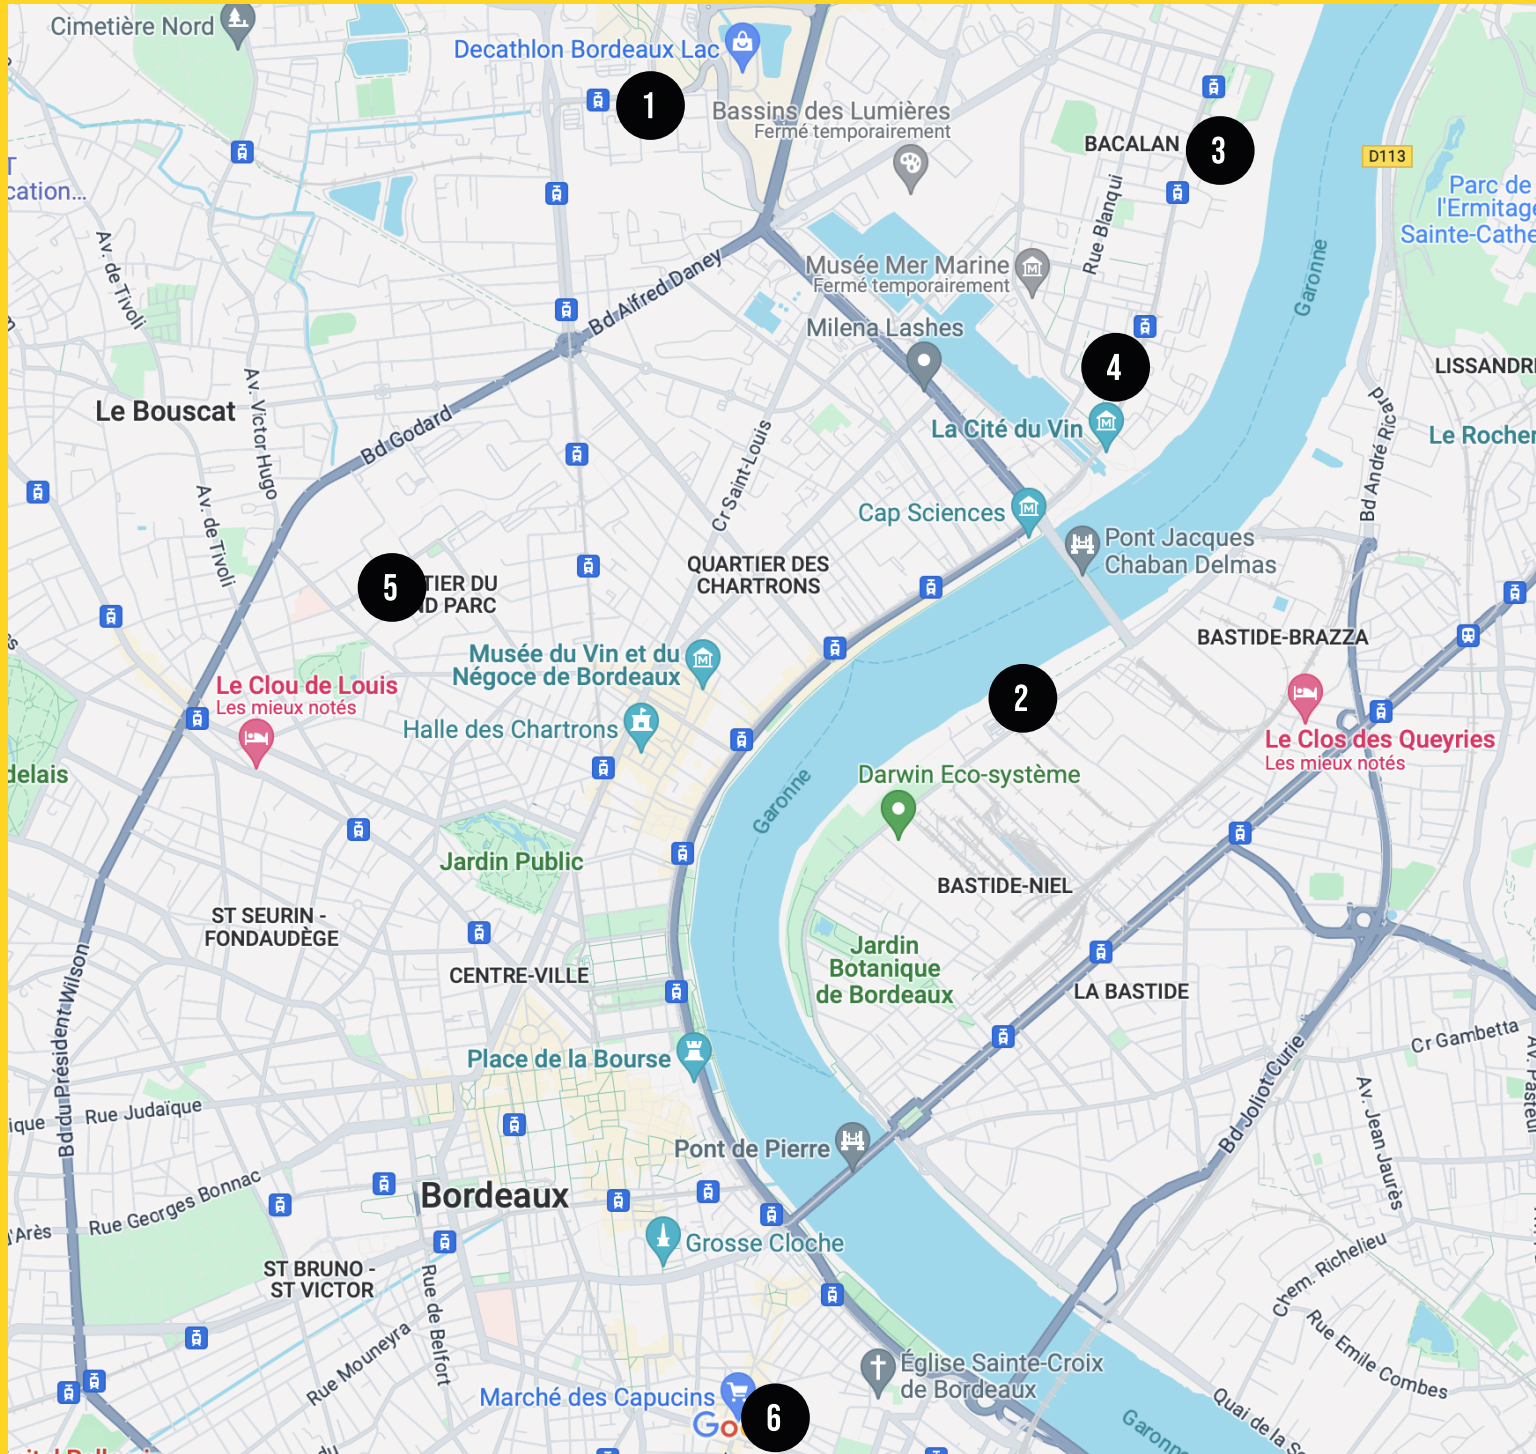 Cimetière Nord
Decathlon Bordeaux Lac
1
Bassins des Lumières
Fermé temporairement
BACALAN
3
D113
cation...
Parc de
l'Ermitage
Sainte-Cathe
Av. de Tivoli
Rue Blanqui
Garonne
Musée Mer Marine
Fermé temporairement
Bd Alfred Daney
Milena Lashes
4
LISSANDRE
Le Bouscat
Av. Victor Hugo
Bd Godard
La Cité du Vin
Bd André Ricard
Le Rocher
Cr Saint-Louis
Av. de Tivoli
Cap Sciences
Pont Jacques
Chaban Delmas
QUARTIER DES
CHARTRONS
5
TIER DU
ND PARC
BASTIDE-BRAZZA
Musée du Vin et du
Négoce de Bordeaux
Le Clou de Louis
Les mieux notés
2
Halle des Chartrons
Le Clos des Queyries
Les mieux notés
delais
Darwin Eco-système
Garonne
Jardin Public
BASTIDE-NIEL
ST SEURIN -
FONDAUDÈGE
Jardin
Botanique
de Bordeaux
CENTRE-VILLE
LA BASTIDE
Bd du Président Wilson
Place de la Bourse
Cr Gambetta
Av. Pasteur
Rue Judaïque
ique
Bd Joliot Curie
Av. Jean Jaurès
Pont de Pierre
Bordeaux
Rue Georges Bonnac
l'Arès
Grosse Cloche
ST BRUNO -
ST VICTOR
Rue de Belfort
Chem. Richelieu
Rue Mouneyra
Rue Emile Combes
Église Sainte-Croix
de Bordeaux
Marché des Capucins
6
Goo
Garonne
Quai de la So
du